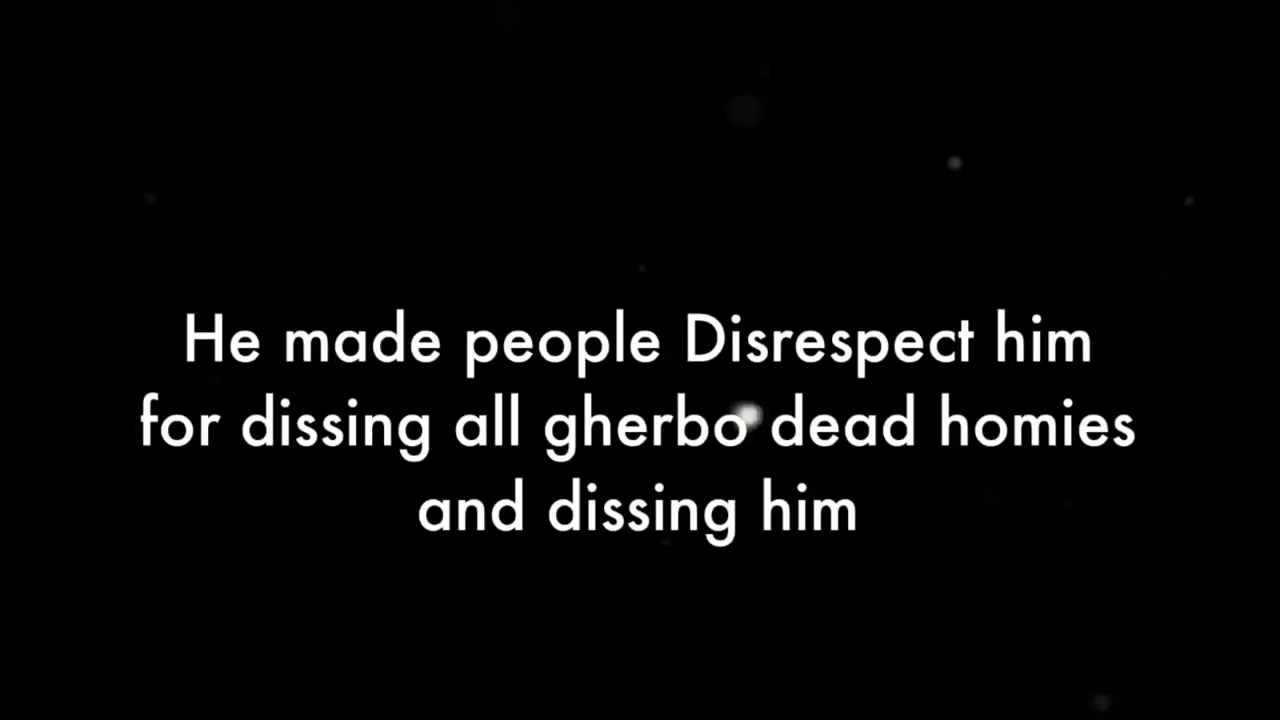 He made people Disrespect him
for dissing all gherbo dead homies
and dissing him